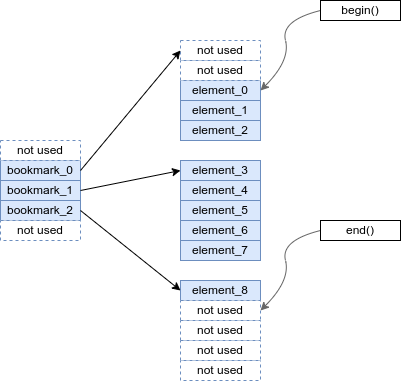 begin()
not used
not used
element_0
element_1
element_2
not used
bookmark_0
bookmark_1
bookmark_2
not used
element_3
element_4
element_5
element_6
element_7
end()
element_8
not used
not used
not used
not used